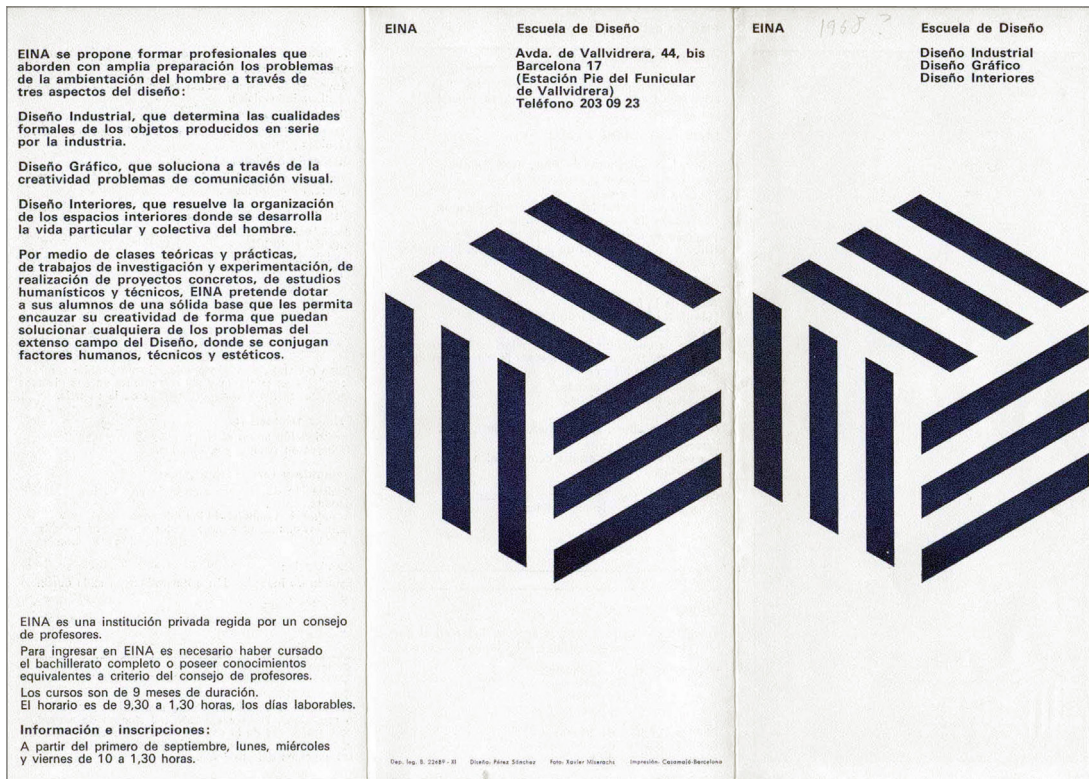 EINA se propone formar profesionales que
aborden con amplia preparación los problemas
de la ambientación del hombre a través de
tres aspectos del diseño:
Diseño Industrial, que determina las cualidades
formales de los objetos producidos en serie
por la industria.
Diseño Gráfico, que soluciona a través de la
creatividad problemas de comunicación visual.
Diseño Interiores, que resuelve la organización
de los espacios interiores donde se desarrolla
la vida particular y colectiva del hombre.
Por medio de clases teóricas y prácticas,
de trabajos de investigación y experimentación, de
realización de proyectos concretos, de estudios
humanísticos y técnicos, EINA pretende dotar
a sus alumnos de una sólida base que les permita
encauzar su creatividad de forma que puedan
solucionar cualquiera de los problemas del
extenso campo del Diseño, donde se conjugan
factores humanos, técnicos y estéticos.
EINA es una institución privada regida por un consejo
de profesores.
Para ingresar en EINA es necesario haber cursado
el bachillerato completo o poseer conocimientos
equivalentes a criterio del consejo de profesores.
Los cursos son de 9 meses de duración.
El horario es de 9,30 a 1,30 horas, los días laborables.
Información e inscripciones:
A partir del primero de septiembre, lunes, miércoles
y viernes de 10 a 1,30 horas.
EINA
Escuela de Diseño
Avda. de Vallvidrera, 44, bis
Barcelona 17
(Estación Pie del Funicular
de Vallvidrera)
Teléfono 203 09 23
Dep. leg. B. 22689 - XI Diseño: Pérez Sánchez Foto: Xavier Miserachs Impresión: Casamajó-Barcelona
EINA
1968?
Escuela de Diseño
Diseño Industrial
Diseño Gráfico
Diseño Interiores